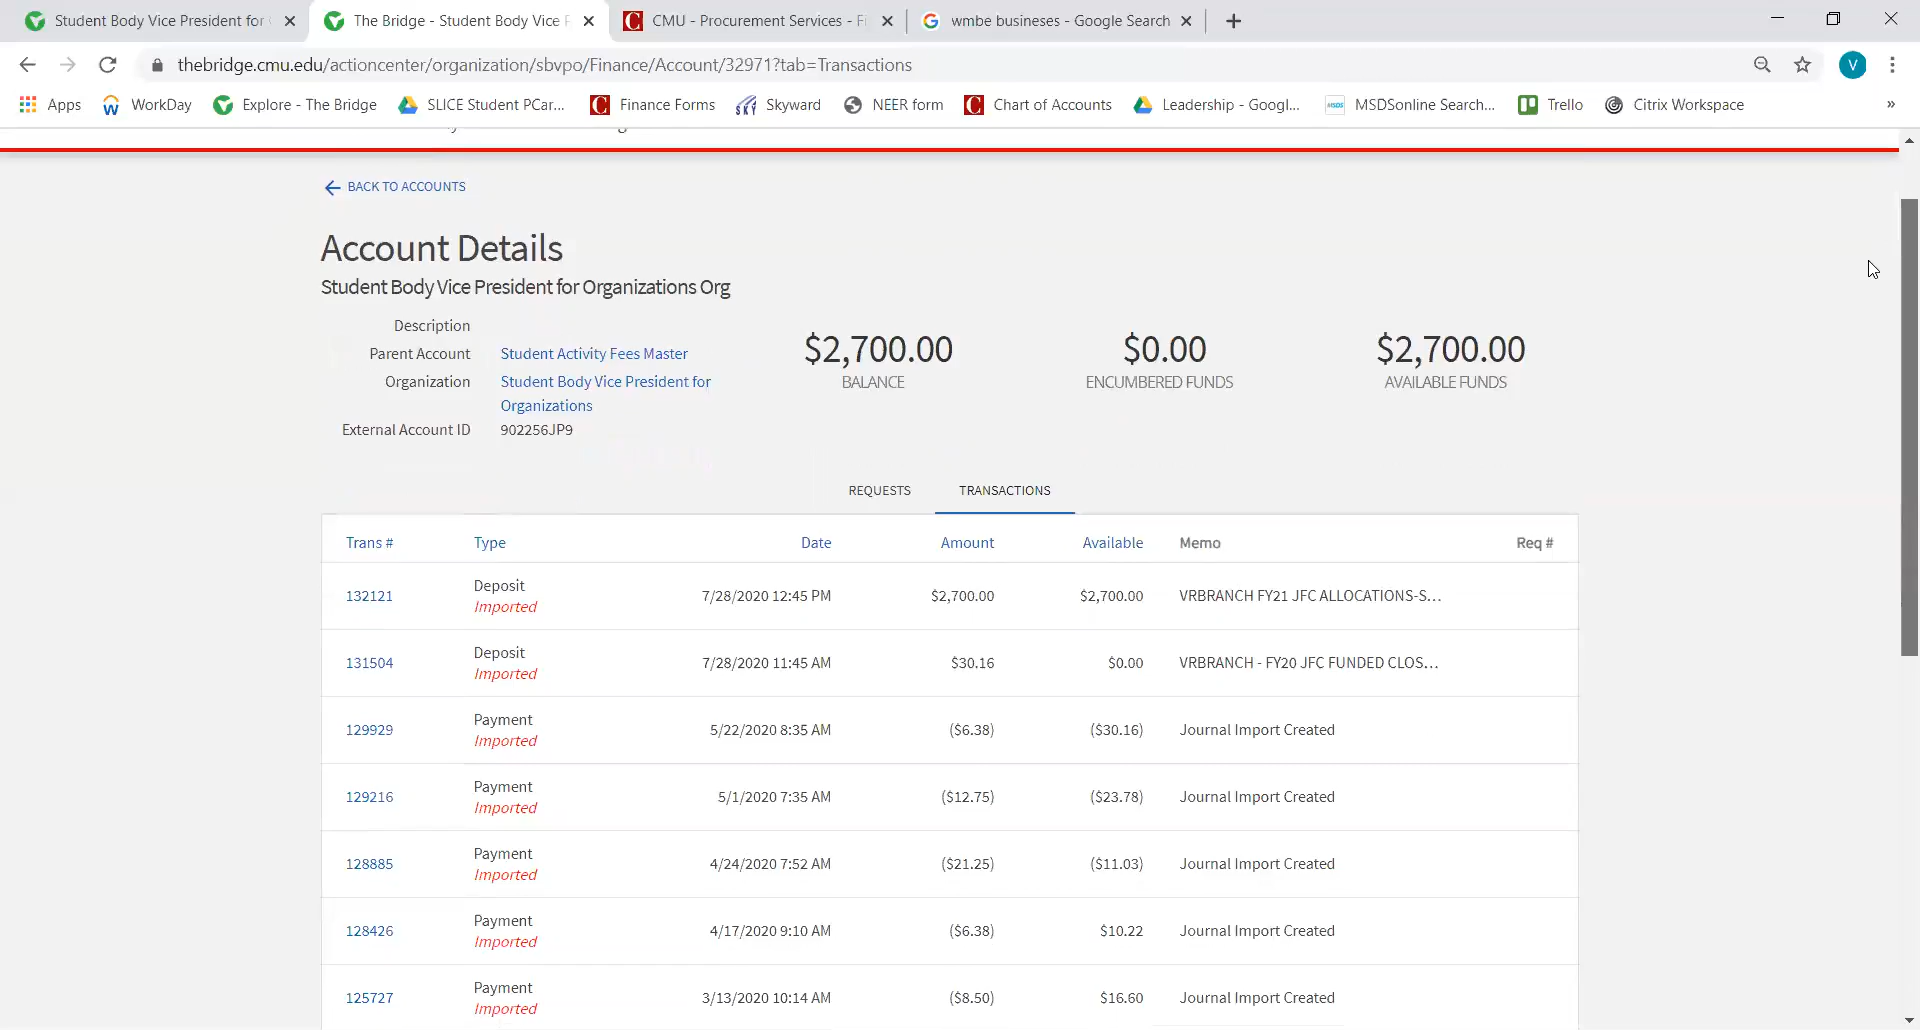 Student Body Vice President for
The Bridge - Student Body Vice P
CMU - Procurement Services - Fi
wmbe busineses - Google Search
thebridge.cmu.edu/actioncenter/organization/sbvpo/Finance/Account/32971?tab=Transactions
V
Apps
WorkDay
Explore - The Bridge
SLICE Student PCar...
Finance Forms
Skyward
NEER form
Chart of Accounts
Leadership - Googl...
MSDSonline Search...
Trello
Citrix Workspace
»
BACK TO ACCOUNTS
Account Details
Student Body Vice President for Organizations Org
Description
Parent Account Student Activity Fees Master
Organization Student Body Vice President for
Organizations
External Account ID 902256JP9
$2,700.00
BALANCE
$0.00
ENCUMBERED FUNDS
$2,700.00
AVAILABLE FUNDS
REQUESTS TRANSACTIONS
Trans # Type Date Amount Available Memo Req #
132121 Deposit 7/28/2020 12:45 PM $2,700.00 $2,700.00 VRBRANCH FY21 JFC ALLOCATIONS-S...
Imported
131504 Deposit 7/28/2020 11:45 AM $30.16 $0.00 VRBRANCH - FY20 JFC FUNDED CLOS...
Imported
129929 Payment 5/22/2020 8:35 AM ($6.38) ($30.16) Journal Import Created
Imported
129216 Payment 5/1/2020 7:35 AM ($12.75) ($23.78) Journal Import Created
Imported
128885 Payment 4/24/2020 7:52 AM ($21.25) ($11.03) Journal Import Created
Imported
128426 Payment 4/17/2020 9:10 AM ($6.38) $10.22 Journal Import Created
Imported
125727 Payment 3/13/2020 10:14 AM ($8.50) $16.60 Journal Import Created
Imported